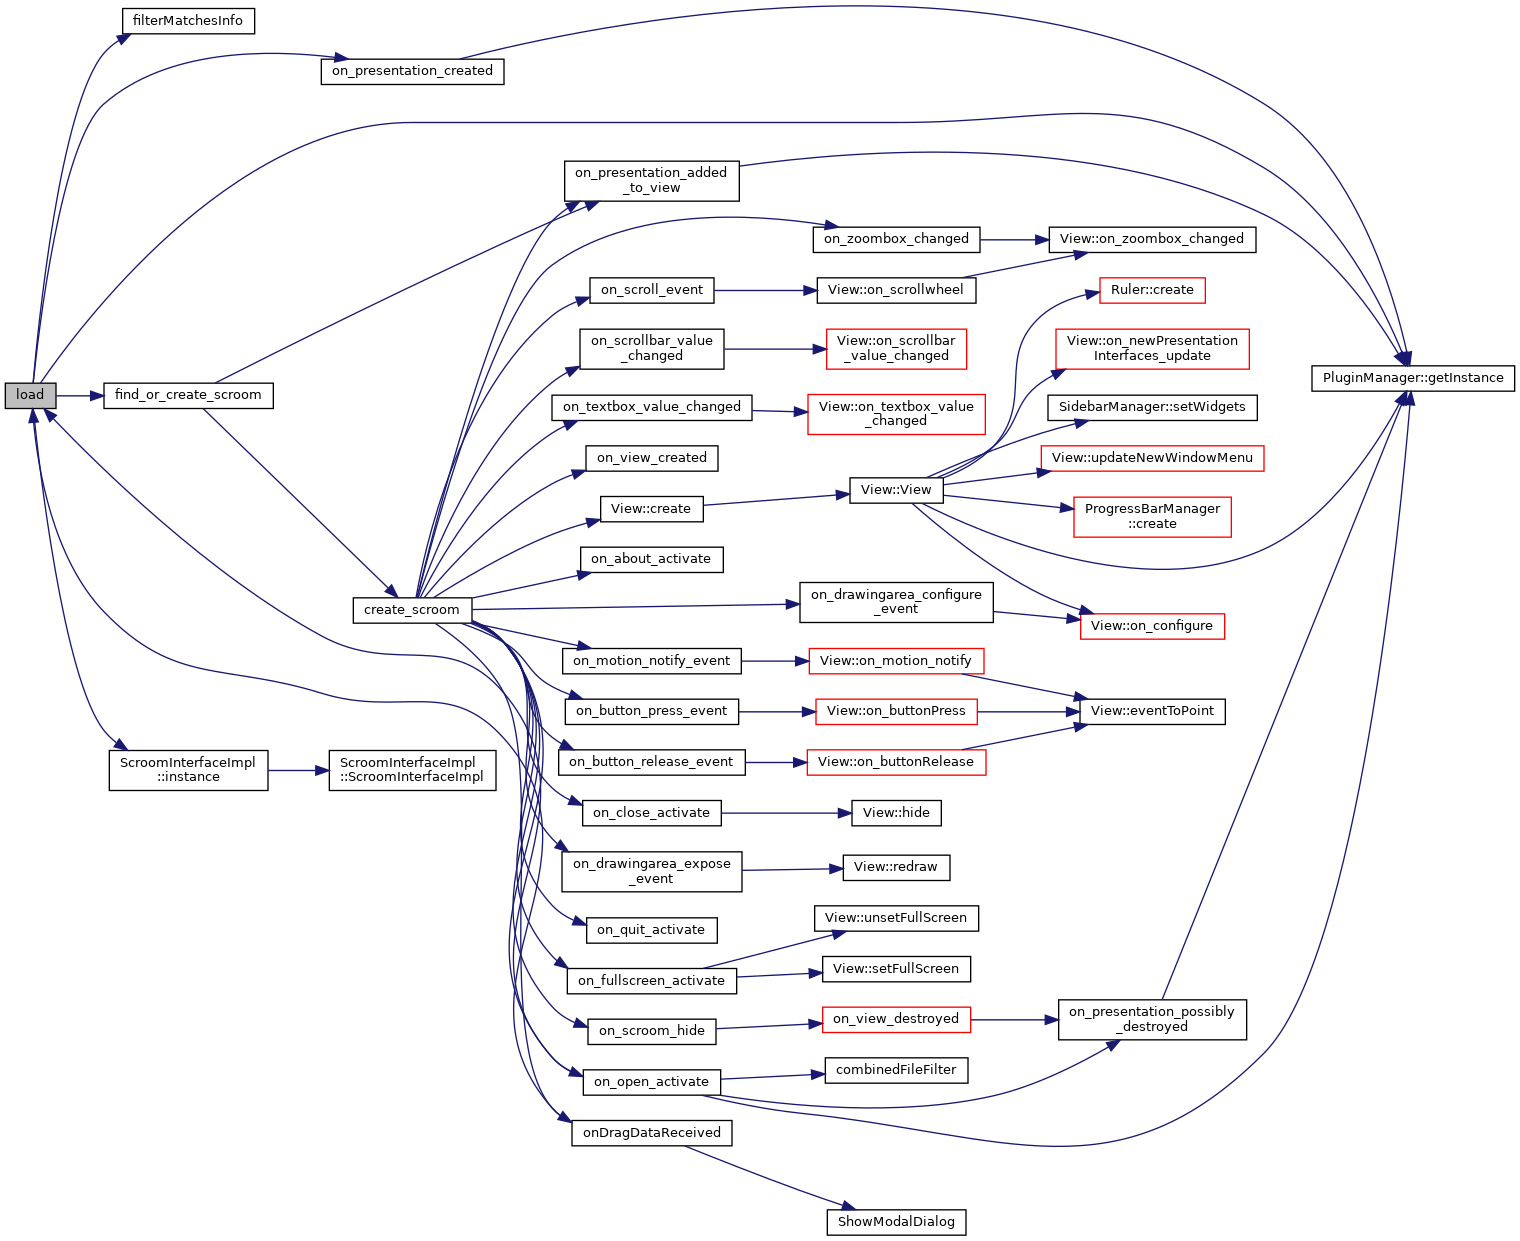 filterMatchesInfo
on_presentation_created
on_presentation_added
_to_view
on_zoombox_changed
View::on_zoombox_changed
on_scroll_event
View::on_scrollwheel
Ruler::create
on_scrollbar_value
_changed
View::on_scrollbar
_value_changed
View::on_newPresentation
Interfaces_update
PluginManager::getInstance
load
find_or_create_scroom
on_textbox_value_changed
View::on_textbox_value
_changed
SidebarManager::setWidgets
on_view_created
View::updateNewWindowMenu
View::create
View::View
ProgressBarManager
::create
on_about_activate
create_scroom
on_drawingarea_configure
_event
View::on_configure
on_motion_notify_event
View::on_motion_notify
on_button_press_event
View::on_buttonPress
View::eventToPoint
ScroomInterfaceImpl
::instance
ScroomInterfaceImpl
::ScroomInterfaceImpl
on_button_release_event
View::on_buttonRelease
on_close_activate
View::hide
on_drawingarea_expose
_event
View::redraw
on_quit_activate
View::unsetFullScreen
on_fullscreen_activate
View::setFullScreen
on_scroom_hide
on_view_destroyed
on_presentation_possibly
_destroyed
on_open_activate
combinedFileFilter
onDragDataReceived
ShowModalDialog